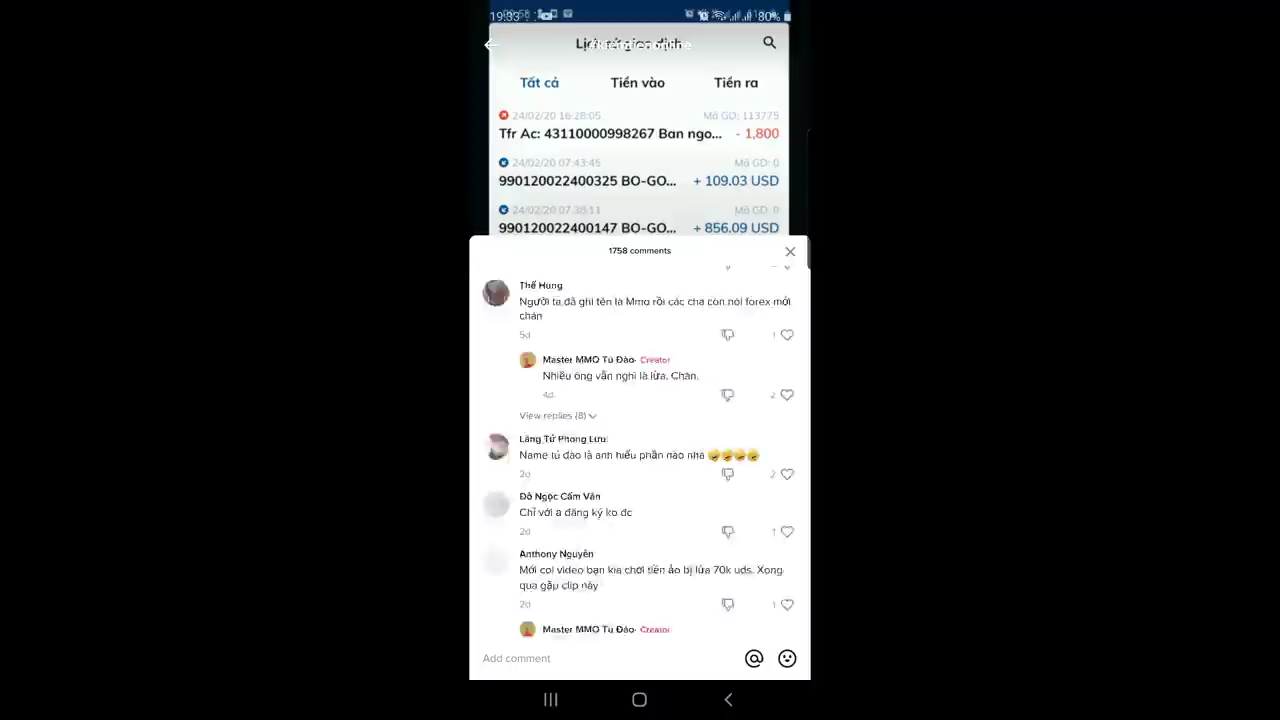 19:33
80%
Tất cả
Tiền vào
Tiền ra
24/02/20 16:28:05
Mã GD: 113775
Tfr Ac: 43110000998267 Ban ngo...
- 1,800
24/02/20 07:43:45
Mã GD: 0
990120022400325 BO-GO...
+ 109.03 USD
24/02/20 07:38:11
Mã GD: 0
990120022400147 BO-GO...
+ 856.09 USD
1758 comments
Thế Hùng
Người ta đã ghi tên là Mmo rồi các cha còn nói forex mới
chán
5d
1
Master MMO Tú Đào · Creator
Nhiều ông vẫn nghĩ là lừa. Chán.
4d
2
View replies (8)
Lãng Tử Phong Lưu
Name tú đào là anh hiểu phần nào nha 🤣🤣🤣🤣
2d
2
Đỗ Ngọc Cẩm Vân
Chỉ với a đăng ký ko đc
2d
1
Anthony Nguyễn
Mới coi video bạn kia chơi tiền ảo bị lừa 70k uds. Xong
qua gặp clip này
2d
1
Master MMO Tú Đào · Creator
Add comment